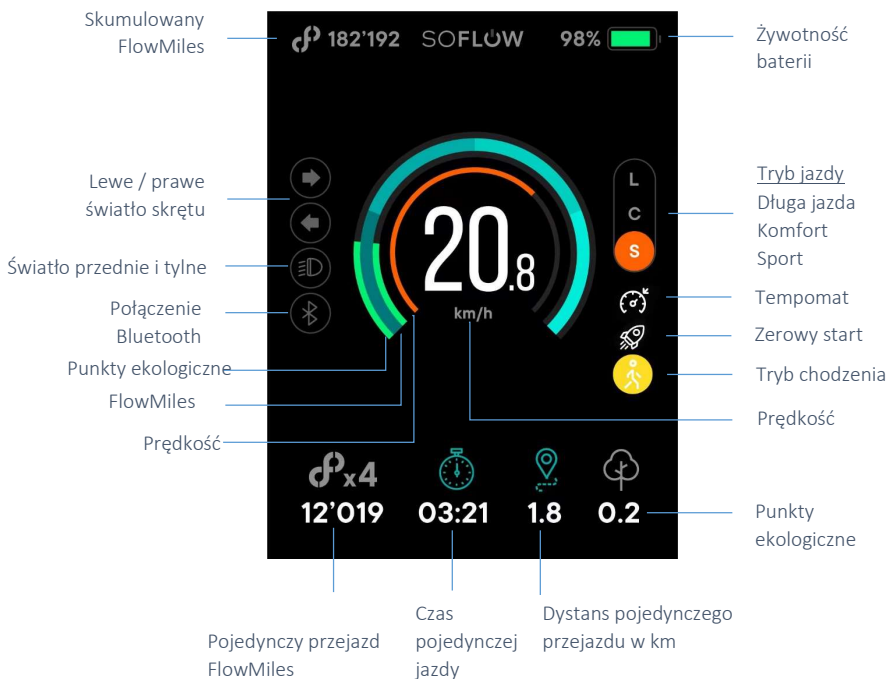 Skumulowany
FlowMiles
182’192
SOFLOW
98%
Żywotność
baterii
Lewe / prawe
światło skrętu
Światło przednie i tylne
Połączenie
Bluetooth
Punkty ekologiczne
FlowMiles
Prędkość
20.8
km/h
L
C
S
Tryb jazdy
Długa jazda
Komfort
Sport
Tempomat
Zerowy start
Tryb chodzenia
Prędkość
x4
12’019
03:21
1.8
0.2
Punkty
ekologiczne
Pojedynczy przejazd
FlowMiles
Czas
pojedynczej
jazdy
Dystans pojedynczego
przejazdu w km